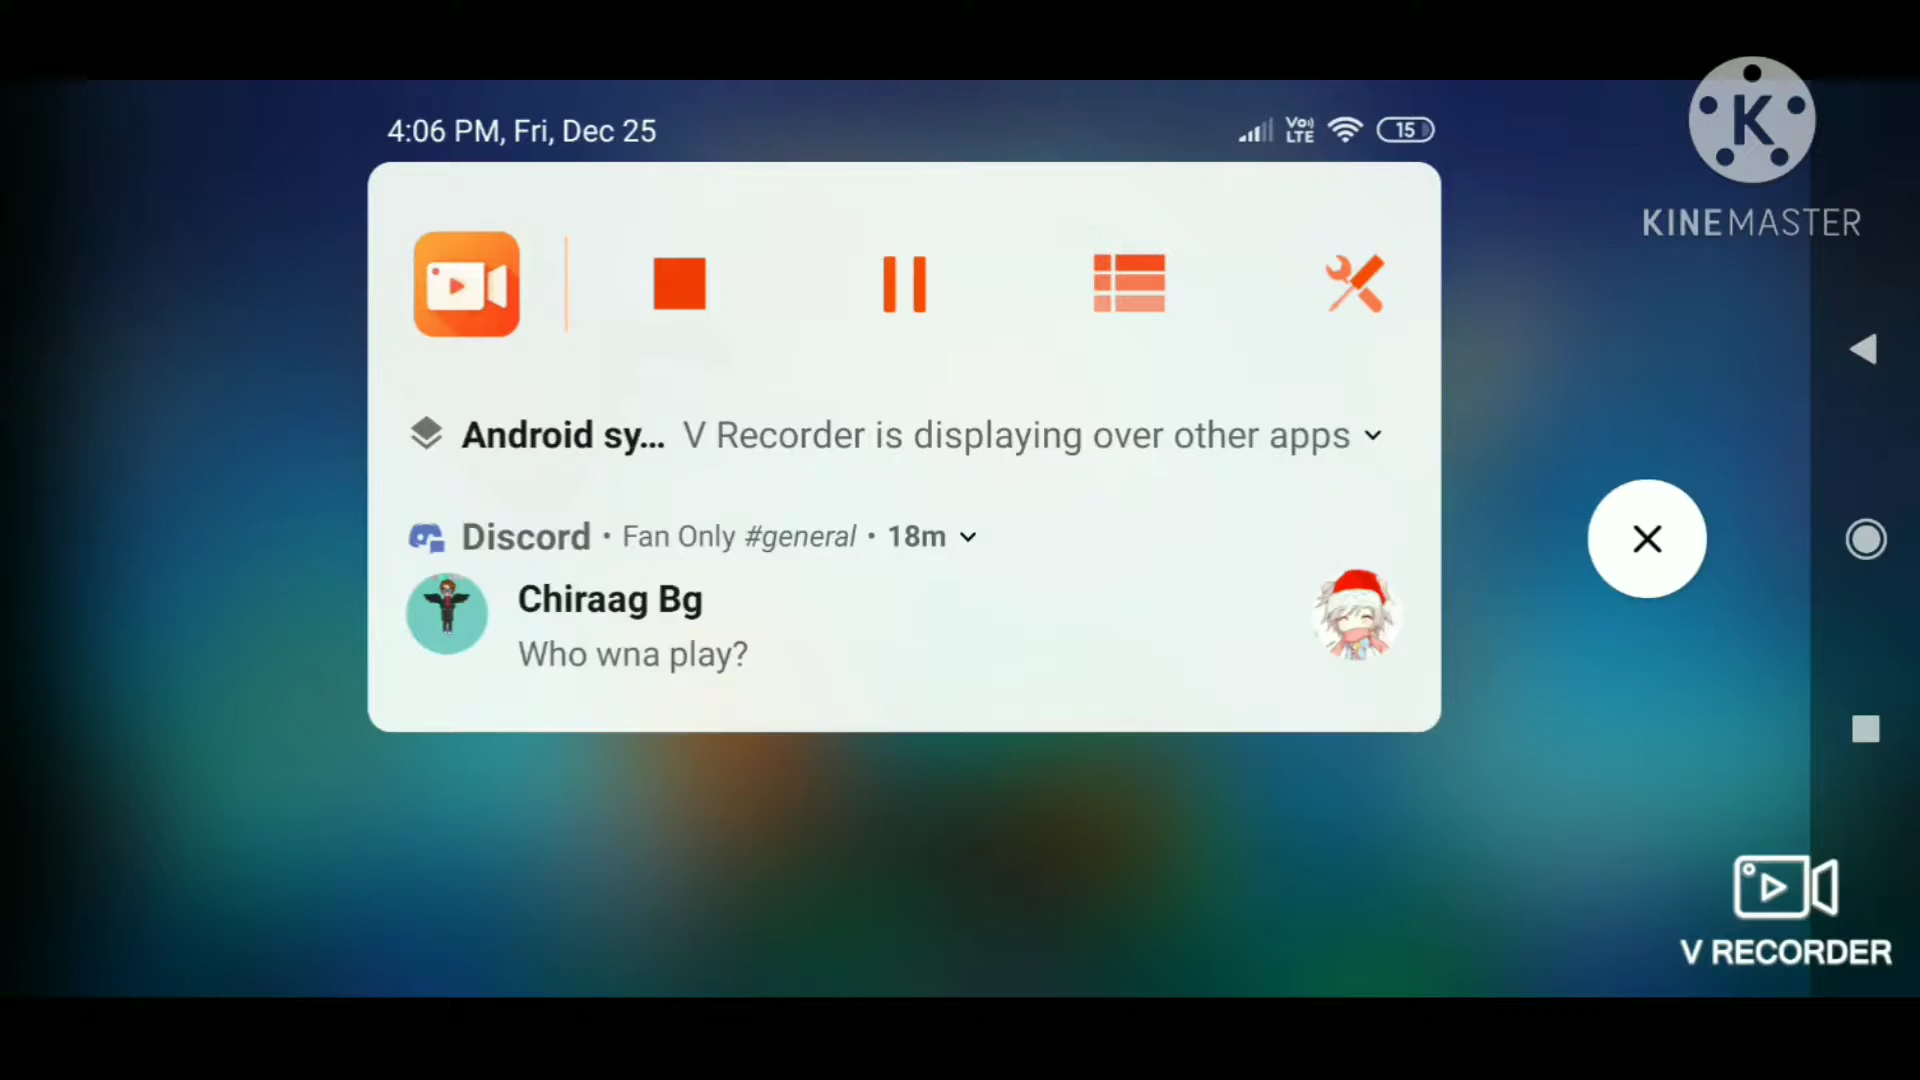 4:06 PM, Fri, Dec 25
Vo)
LTE
15
K
KINEMASTER
Android sy... V Recorder is displaying over other apps
Discord · Fan Only #general · 18m
Chiraag Bg
Who wna play?
V RECORDER